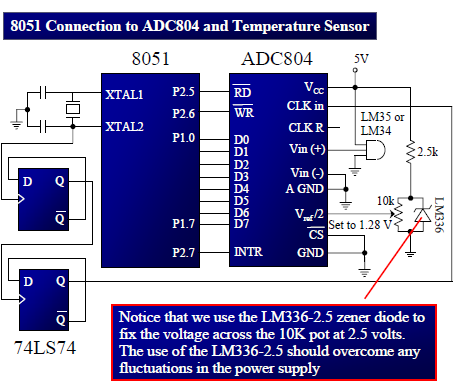 8051 Connection to ADC804 and Temperature Sensor
8051
ADC804
5V
XTAL1
XTAL2
P2.5
P2.6
P1.0
P1.7
P2.7
RD
WR
D0
D1
D2
D3
D4
D5
D6
D7
INTR
Vcc
CLK in
CLK R
Vin (+)
Vin (-)
A GND
Vref/2
CS
GND
LM35 or
LM34
2.5k
10k
Set to 1.28 V
LM336
D Q
Q
D Q
Q
74LS74
Notice that we use the LM336-2.5 zener diode to
fix the voltage across the 10K pot at 2.5 volts.
The use of the LM336-2.5 should overcome any
fluctuations in the power supply